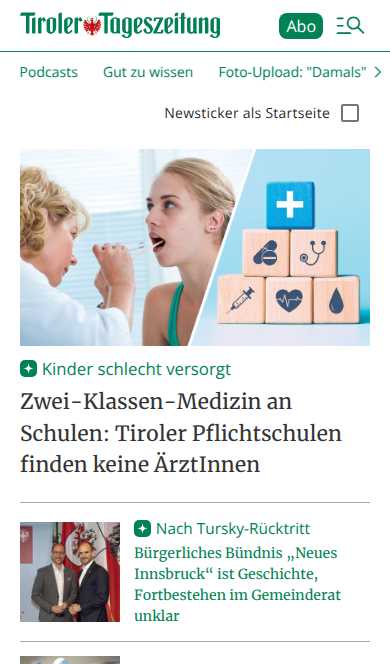 Tiroler Tageszeitung
Abo
Podcasts Gut zu wissen Foto-Upload: "Damals"
Newsticker als Startseite
Kinder schlecht versorgt
Zwei-Klassen-Medizin an
Schulen: Tiroler Pflichtschulen
finden keine ÄrztInnen
Nach Tursky-Rücktritt
Bürgerliches Bündnis „Neues
Innsbruck“ ist Geschichte,
Fortbestehen im Gemeinderat
unklar